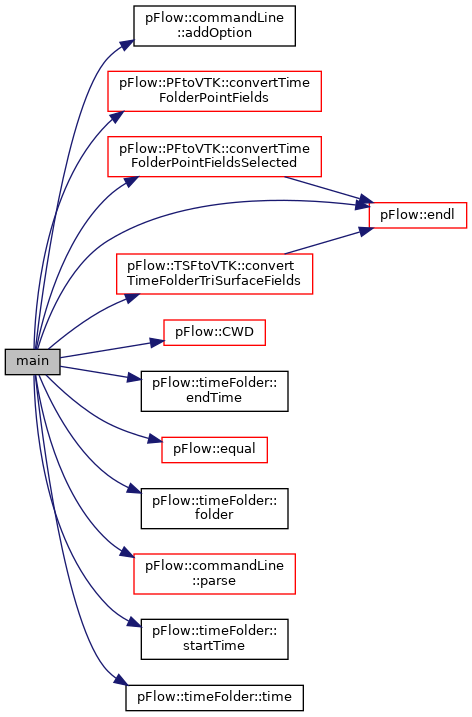 pFlow::commandLine
::addOption
pFlow::PFtoVTK::convertTime
FolderPointFields
pFlow::PFtoVTK::convertTime
FolderPointFieldsSelected
pFlow::endl
pFlow::TSFtoVTK::convert
TimeFolderTriSurfaceFields
pFlow::CWD
main
pFlow::timeFolder::
endTime
pFlow::equal
pFlow::timeFolder::
folder
pFlow::commandLine
::parse
pFlow::timeFolder::
startTime
pFlow::timeFolder::time